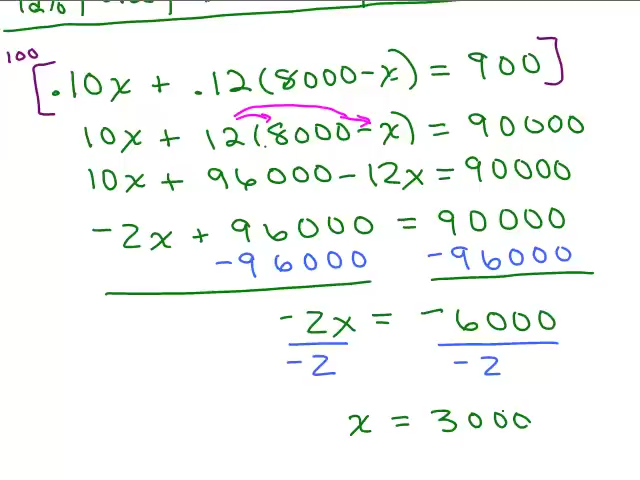 12%
100
[.10x + .12(8000-x) = 900]
10x + 12(8000-x) = 90000
10x + 96000-12x = 90000
-2x + 96000 = 90000
-96000 -96000
-2x = -6000
-2 -2
x = 3000